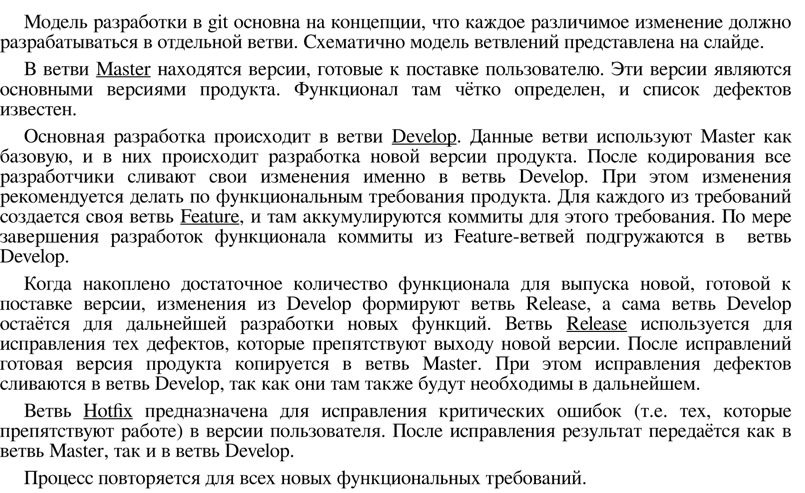 Модель разработки в git основна на концепции, что каждое различимое изменение должно
разрабатываться в отдельной ветви. Схематично модель ветвлений представлена на слайде.
В ветви Master находятся версии, готовые к поставке пользователю. Эти версии являются
основными версиями продукта. Функционал там чётко определен, и список дефектов
известен.
Основная разработка происходит в ветви Develop. Данные ветви используют Master как
базовую, и в них происходит разработка новой версии продукта. После кодирования все
разработчики сливают свои изменения именно в ветвь Develop. При этом изменения
рекомендуется делать по функциональным требования продукта. Для каждого из требований
создается своя ветвь Feature, и там аккумулируются коммиты для этого требования. По мере
завершения разработок функционала коммиты из Feature-ветвей подгружаются в ветвь
Develop.
Когда накоплено достаточное количество функционала для выпуска новой, готовой к
поставке версии, изменения из Develop формируют ветвь Release, а сама ветвь Develop
остаётся для дальнейшей разработки новых функций. Ветвь Release используется для
исправления тех дефектов, которые препятствуют выходу новой версии. После исправлений
готовая версия продукта копируется в ветвь Master. При этом исправления дефектов
сливаются в ветвь Develop, так как они там также будут необходимы в дальнейшем.
Ветвь Hotfix предназначена для исправления критических ошибок (т.е. тех, которые
препятствуют работе) в версии пользователя. После исправления результат передаётся как в
ветвь Master, так и в ветвь Develop.
Процесс повторяется для всех новых функциональных требований.